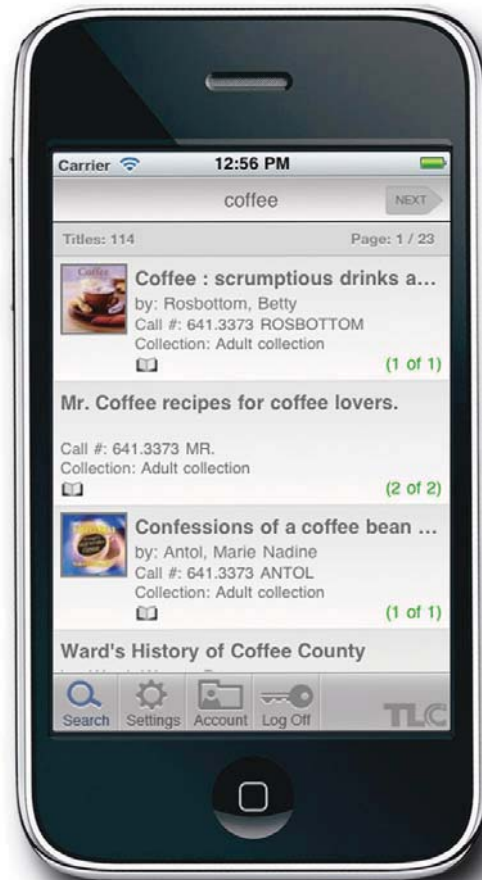 Carrier 12:56 PM
coffee NEXT
Titles: 114 Page: 1 / 23
Coffee
Coffee : scrumptious drinks a...
by: Rosbottom, Betty
Call #: 641.3373 ROSBOTTOM
Collection: Adult collection
(1 of 1)
Mr. Coffee recipes for coffee lovers.
Call #: 641.3373 MR.
Collection: Adult collection
(2 of 2)
Confessions of a coffee bean ...
by: Antol, Marie Nadine
Call #: 641.3373 ANTOL
Collection: Adult collection
(1 of 1)
Ward's History of Coffee County
Search Settings Account Log Off TLC